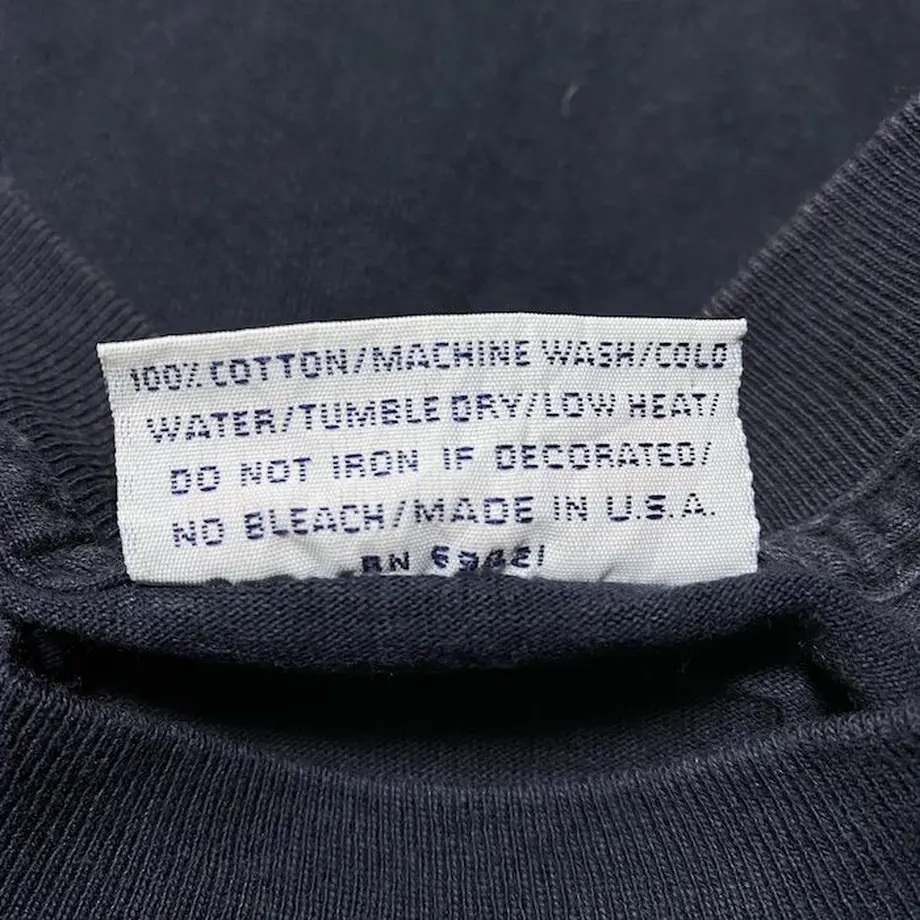 100% COTTON/MACHINE WASH/COLD
WATER/TUMBLE DRY/LOW HEAT/
DO NOT IRON IF DECORATED/
NO BLEACH/MADE IN U.S.A.
RN